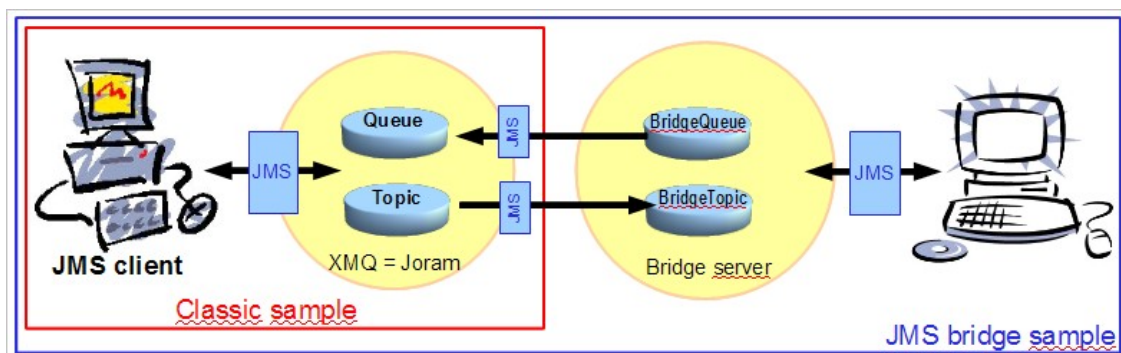 Queue
JMS
BridgeQueue
JMS
JMS
Topic
JMS
BridgeTopic
JMS client
XMQ = Joram
Bridge server
Classic sample
JMS bridge sample